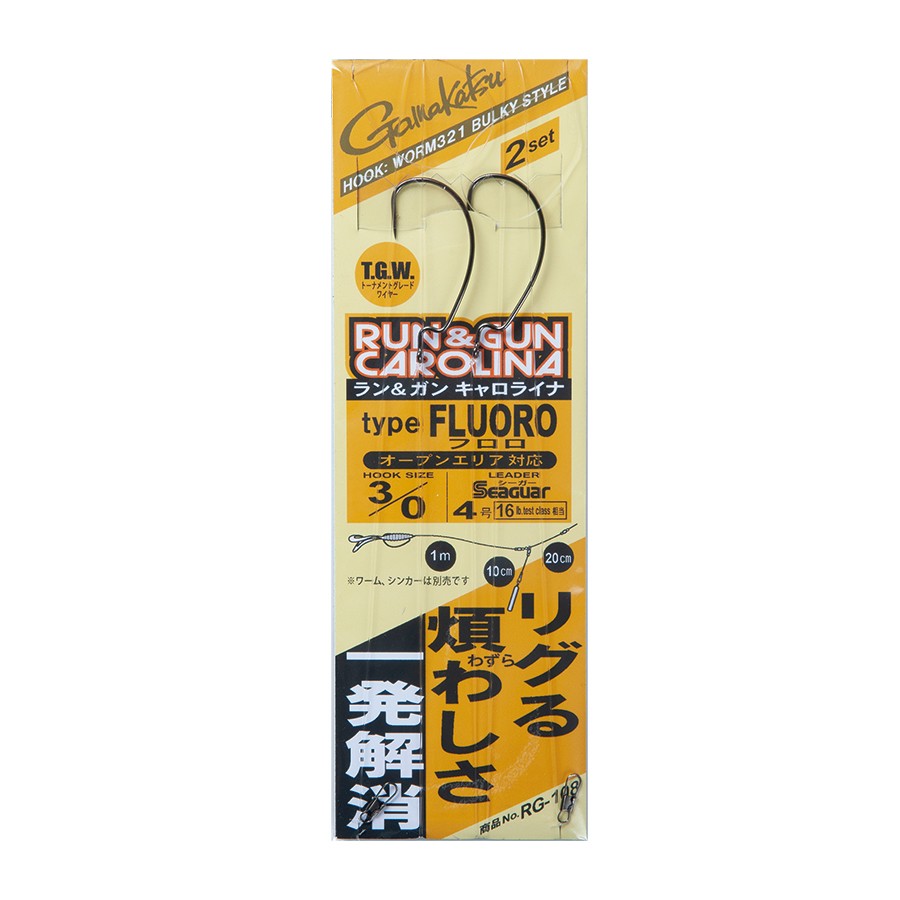 Gamakatsu
HOOK: WORM321 BULKY STYLE
2set
T.G.W.
トーナメントグレード
ワイヤー
RUN&GUN
CAROLINA
ラン&ガン キャロライナ
type FLUORO
フロロ
オープンエリア対応
HOOK SIZE
3/0
LEADER
シーガー
Seaguar
4号 16 lb.test class 相当
1m
10cm
20cm
※ワーム、シンカーは別売です
リグる
煩わしさ
わずら
一発解消
商品No. RG-108